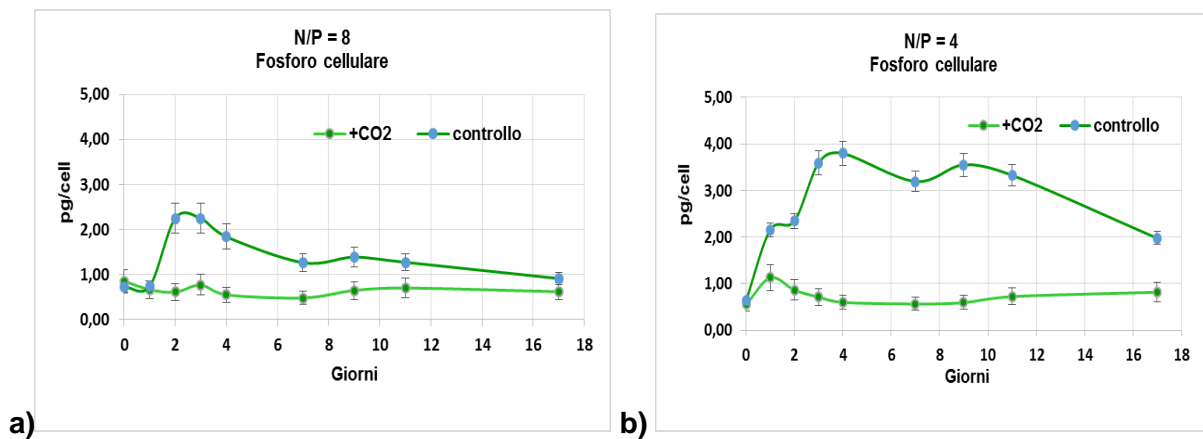 N/P = 8
Fosforo cellulare
5,00
4,00
3,00
2,00
1,00
0,00
pg/cell
+CO2
controllo
0 2 4 6 8 10 12 14 16 18
Giorni
a)
N/P = 4
Fosforo cellulare
5,00
4,00
3,00
2,00
1,00
0,00
pg/cell
+CO2
controllo
0 2 4 6 8 10 12 14 16 18
Giorni
b)